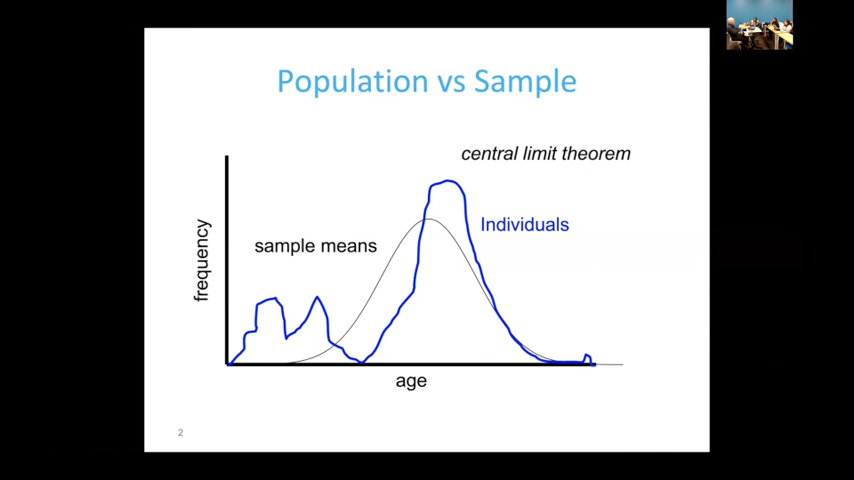 Population vs Sample
central limit theorem
Individuals
sample means
frequency
age
2